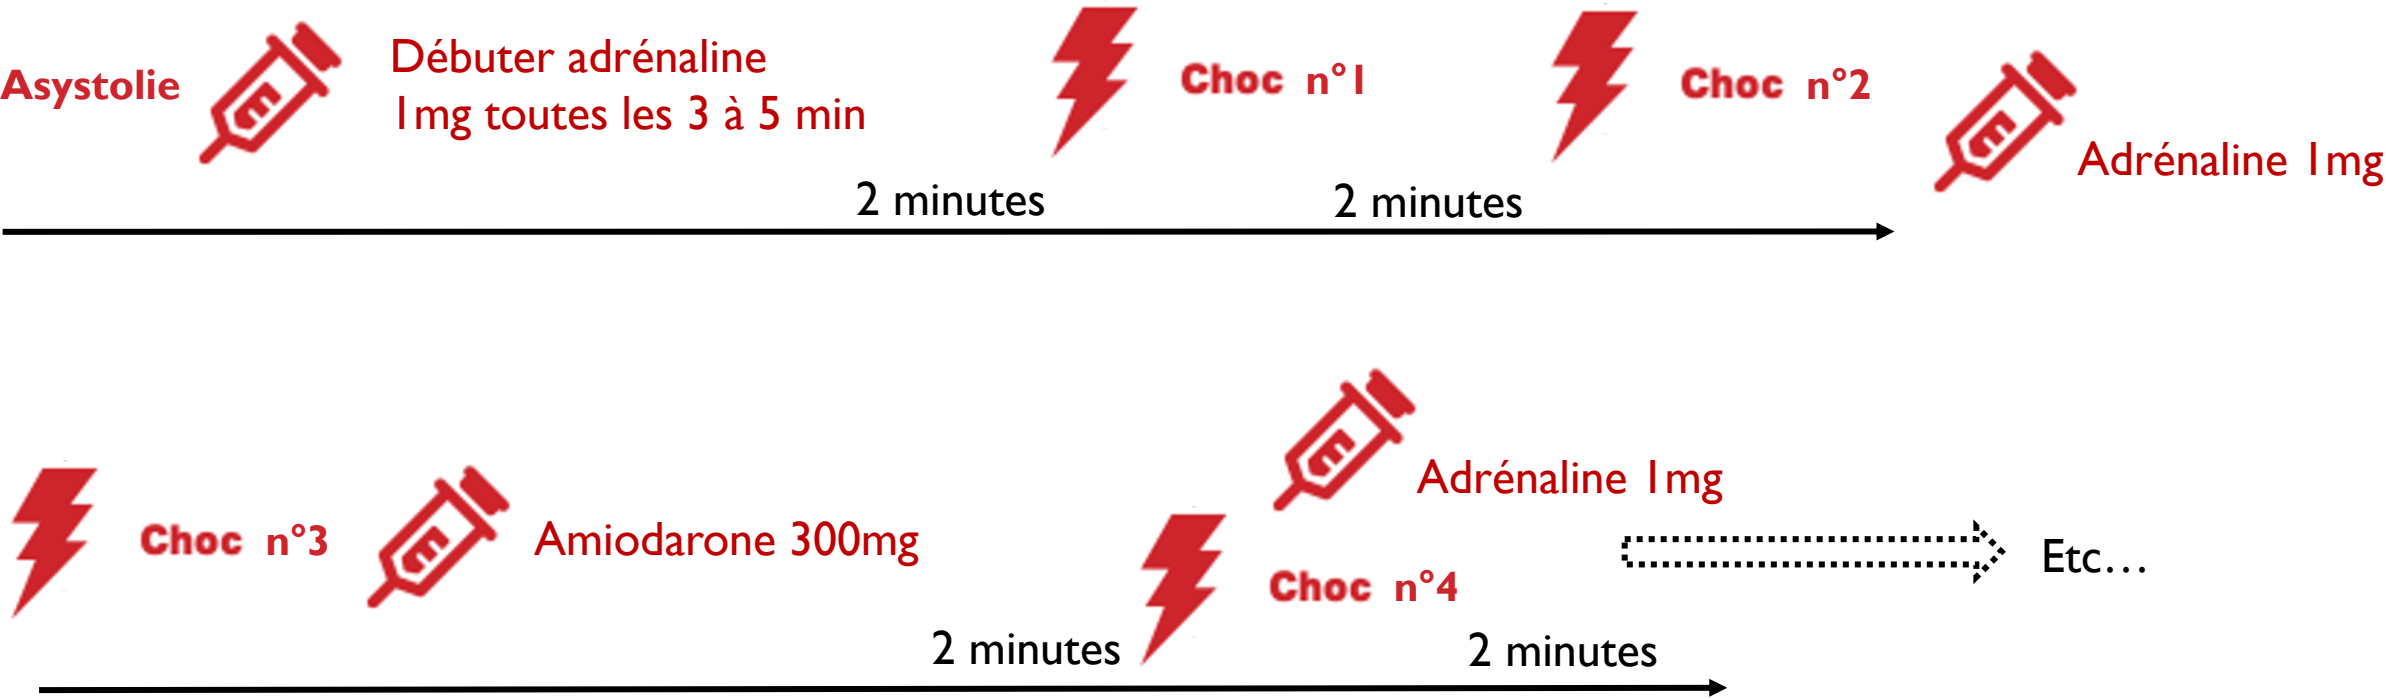 Asystolie
Débuter adrénaline
1mg toutes les 3 à 5 min
Choc n°1
Choc n°2
Adrénaline 1mg
2 minutes
2 minutes
Choc n°3
Amiodarone 300mg
Adrénaline 1mg
Choc n°4
Etc...
2 minutes
2 minutes